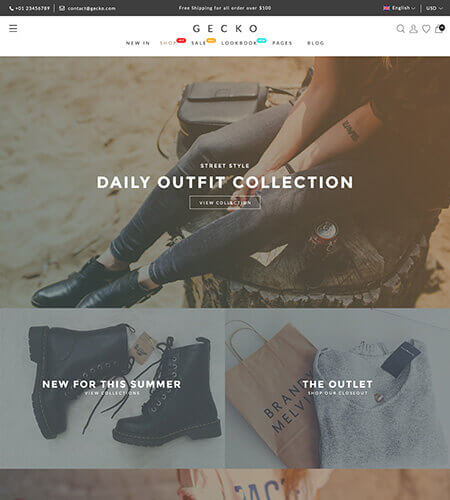 +01 23456789 contact@gecko.com Free Shipping for all order over $100 English USD
GECKO
0
NEW IN SHOP SALE LOOKBOOK PAGES BLOG
STREET STYLE
DAILY OUTFIT COLLECTION
VIEW COLLECTION
NEW FOR THIS SUMMER
VIEW COLLECTIONS
THE OUTLET
SHOP OUR CLOSEOUT
BRANDY
MELVILLE